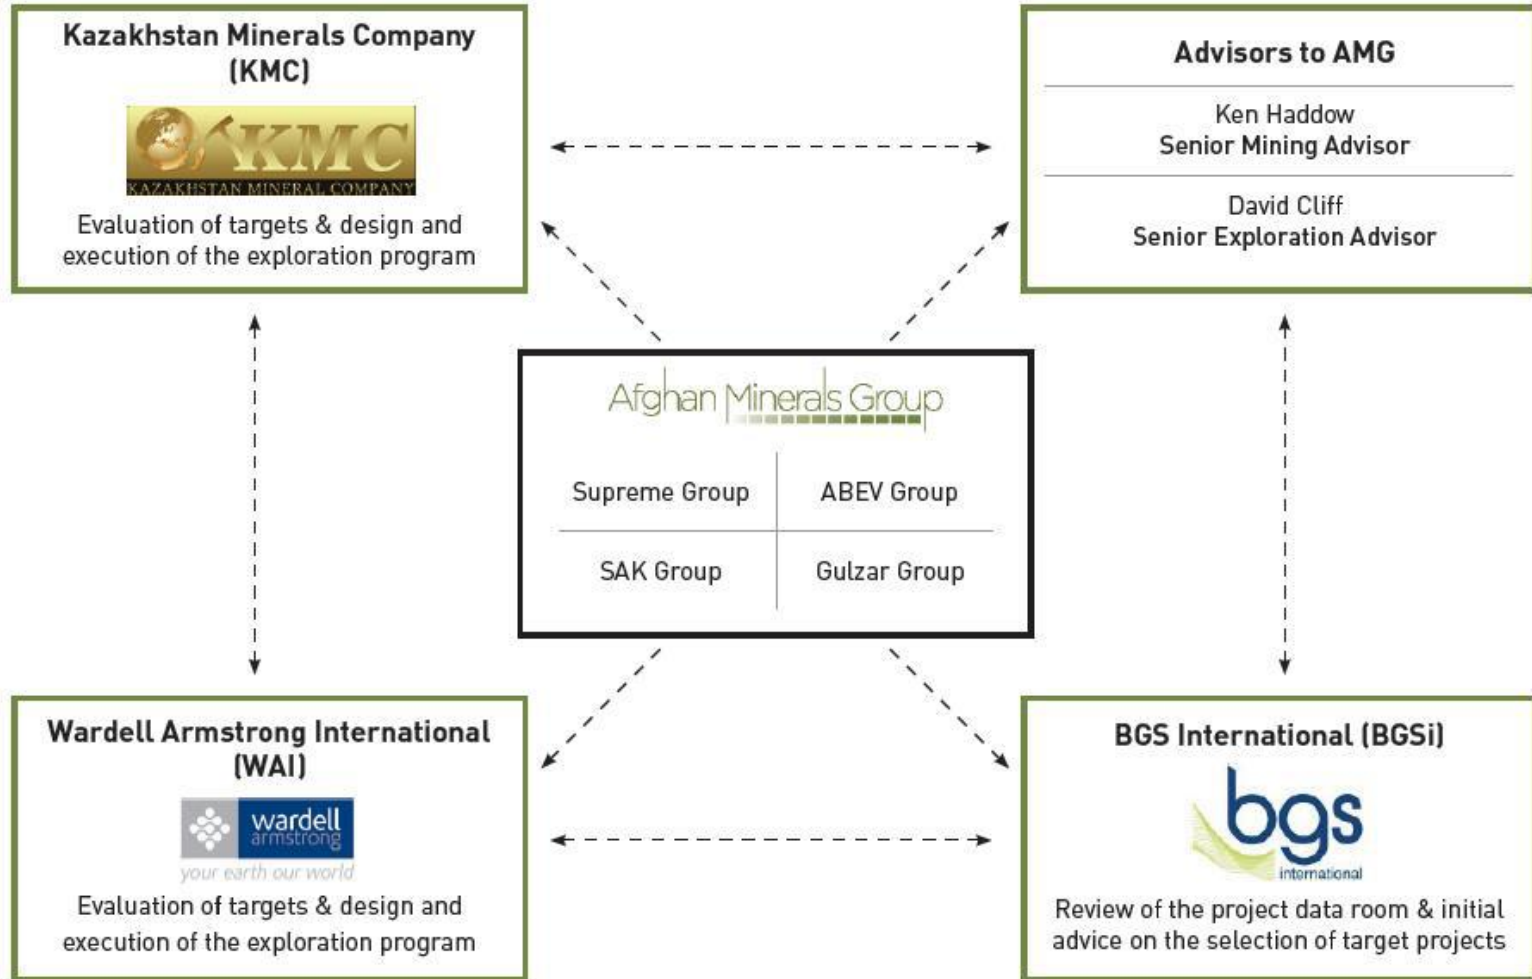 Kazakhstan Minerals Company
(KMC)
KMC
KAZAKHSTAN MINERAL COMPANY
Evaluation of targets & design and
execution of the exploration program
Advisors to AMG
Ken Haddow
Senior Mining Advisor
David Cliff
Senior Exploration Advisor
Afghan Minerals Group
Supreme Group
ABEV Group
SAK Group
Gulzar Group
Wardell Armstrong International
(WAI)
wardell
armstrong
your earth our world
Evaluation of targets & design and
execution of the exploration program
BGS International (BGSi)
bgs
international
Review of the project data room & initial
advice on the selection of target projects